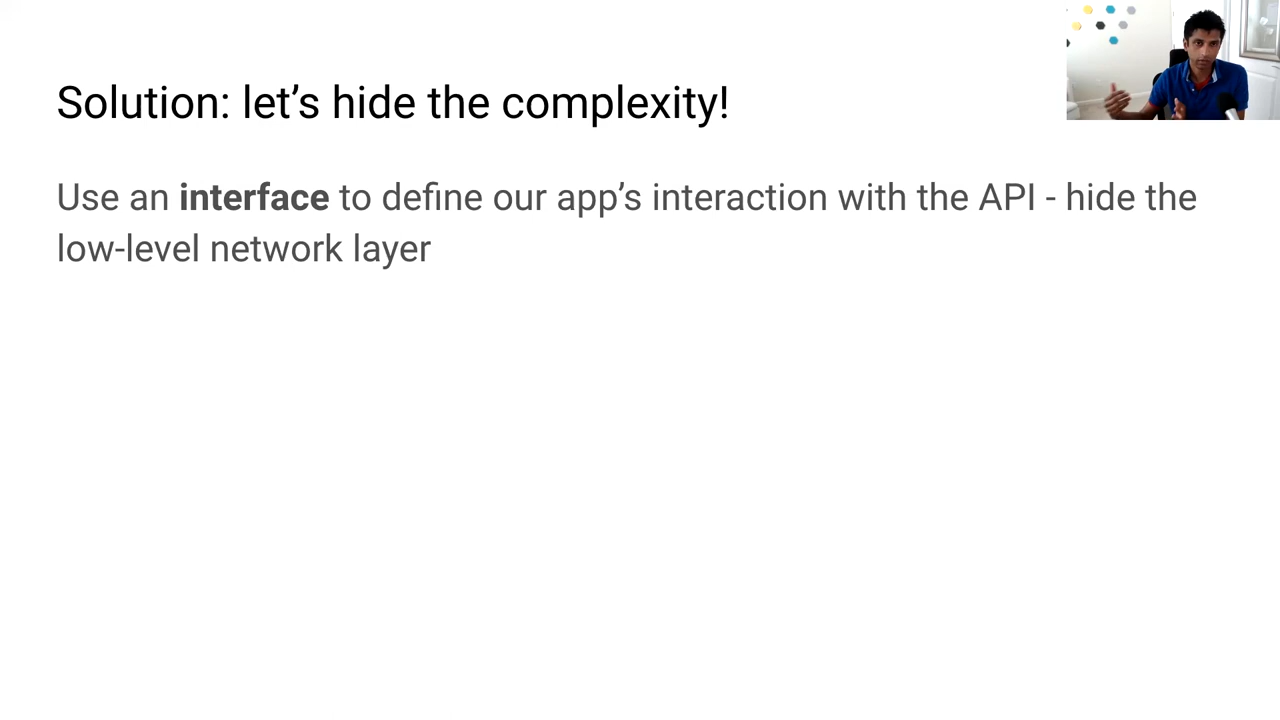 Solution: let’s hide the complexity!
Use an interface to define our app’s interaction with the API - hide the
low-level network layer